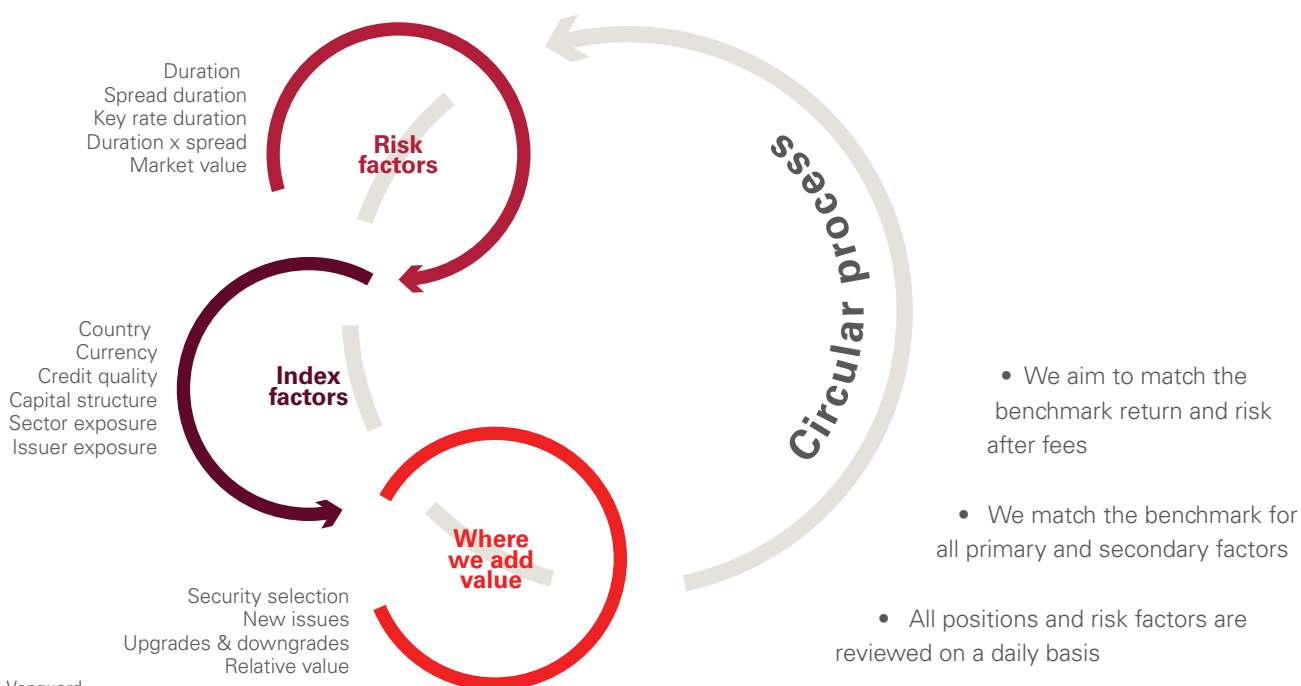 Duration
Spread duration
Key rate duration
Duration x spread
Market value
Risk
factors
Country
Currency
Credit quality
Capital structure
Sector exposure
Issuer exposure
Index
factors
Security selection
New issues
Upgrades & downgrades
Relative value
Where
we add
value
Circular process
• We aim to match the
benchmark return and risk
after fees
• We match the benchmark for
all primary and secondary factors
• All positions and risk factors are
reviewed on a daily basis
Vanguard